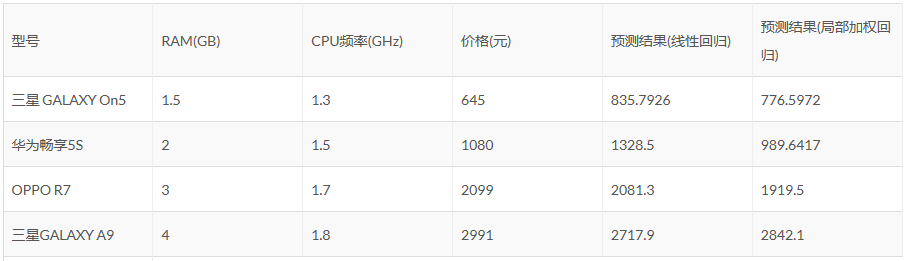 型号 RAM(GB) CPU频率(GHz) 价格(元) 预测结果(线性回归) 预测结果(局部加权回
归)
三星 GALAXY On5 1.5 1.3 645 835.7926 776.5972
华为畅享5S 2 1.5 1080 1328.5 989.6417
OPPO R7 3 1.7 2099 2081.3 1919.5
三星GALAXY A9 4 1.8 2991 2717.9 2842.1